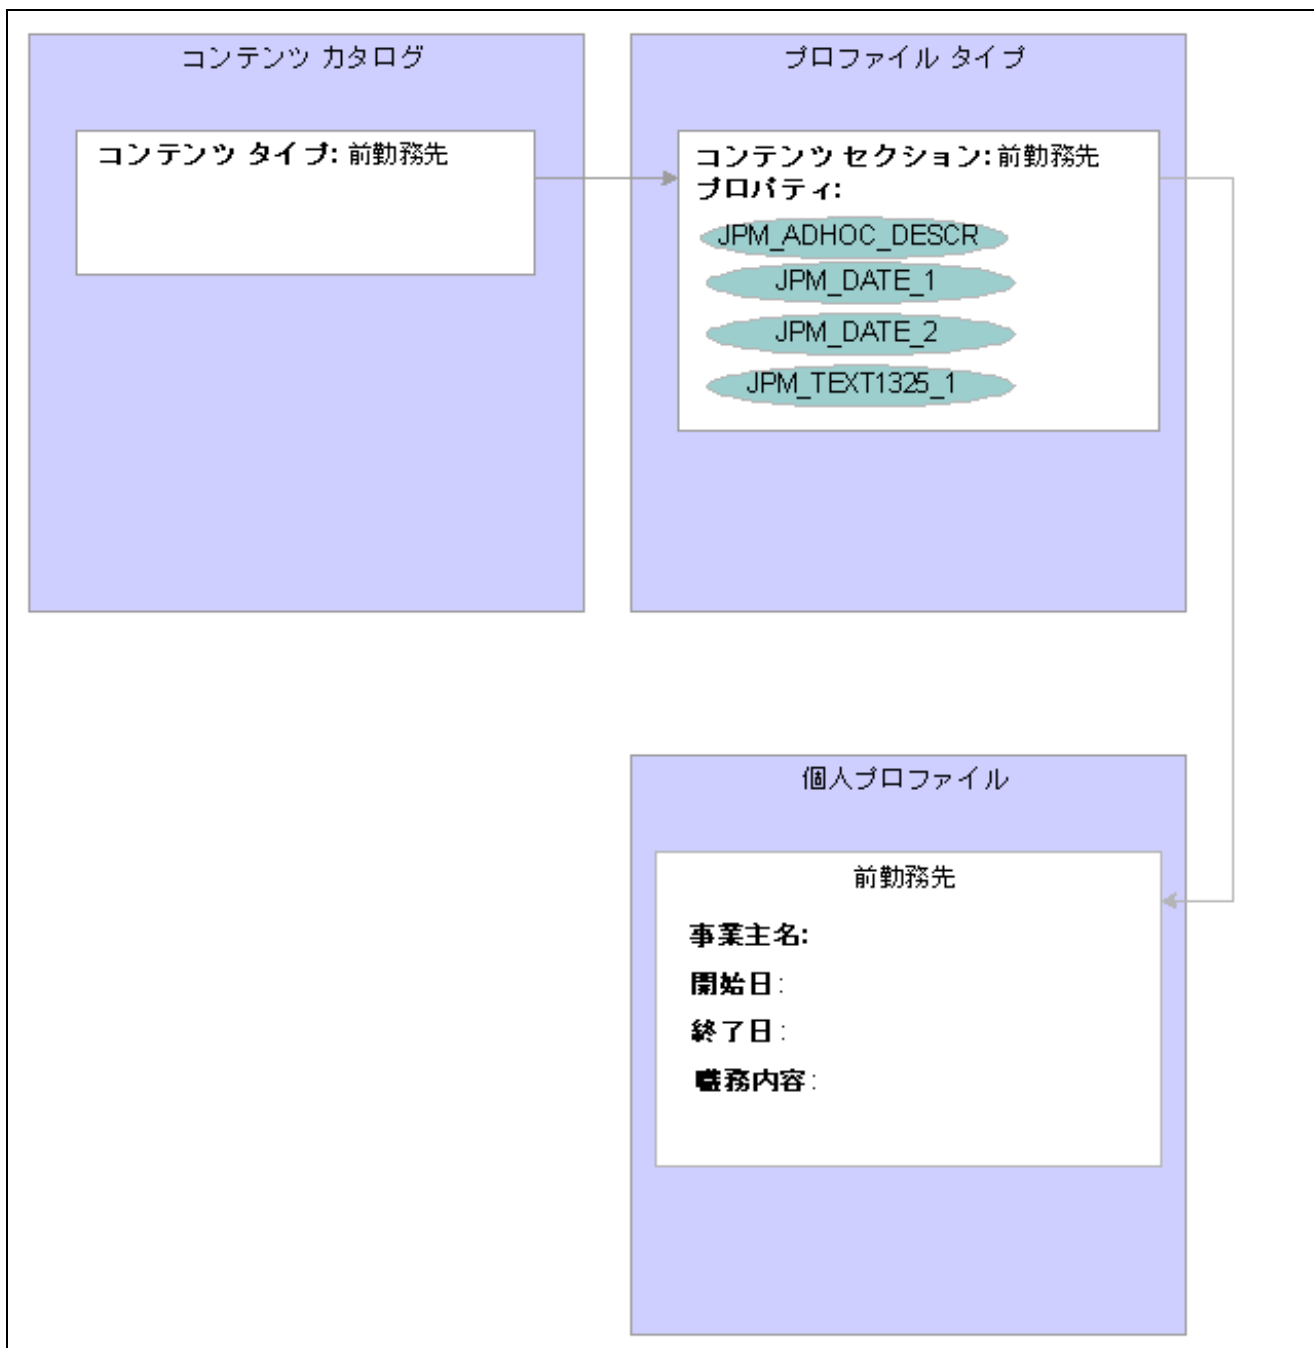 コンテンツ カタログ
コンテンツ タイプ: 前勤務先
プロファイル タイプ
コンテンツ セクション: 前勤務先
プロパティ:
JPM_ADHOC_DESCR
JPM_DATE_1
JPM_DATE_2
JPM_TEXT1325_1
個人プロファイル
前勤務先
事業主名:
開始日:
終了日:
職務内容: